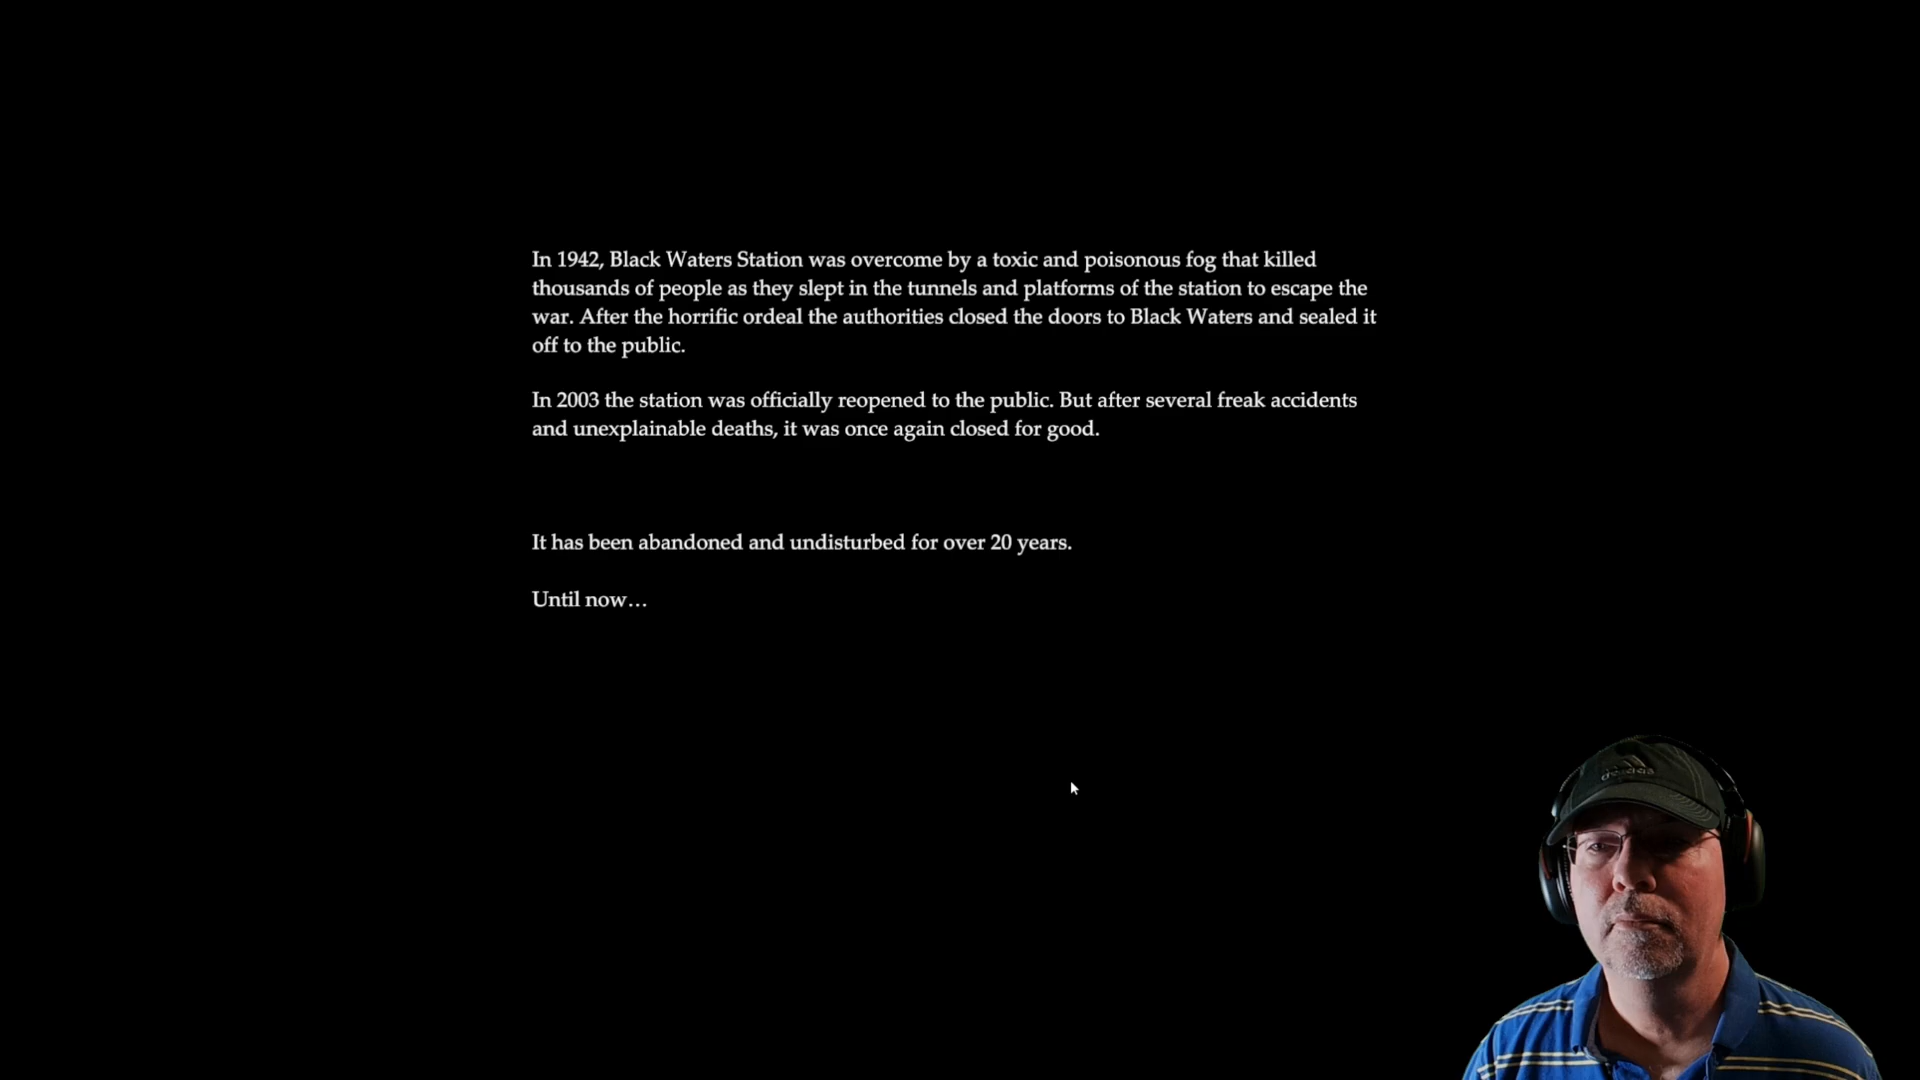 In 1942, Black Waters Station was overcome by a toxic and poisonous fog that killed
thousands of people as they slept in the tunnels and platforms of the station to escape the
war. After the horrific ordeal the authorities closed the doors to Black Waters and sealed it
off to the public.
In 2003 the station was officially reopened to the public. But after several freak accidents
and unexplainable deaths, it was once again closed for good.
It has been abandoned and undisturbed for over 20 years.
Until now…
adidas